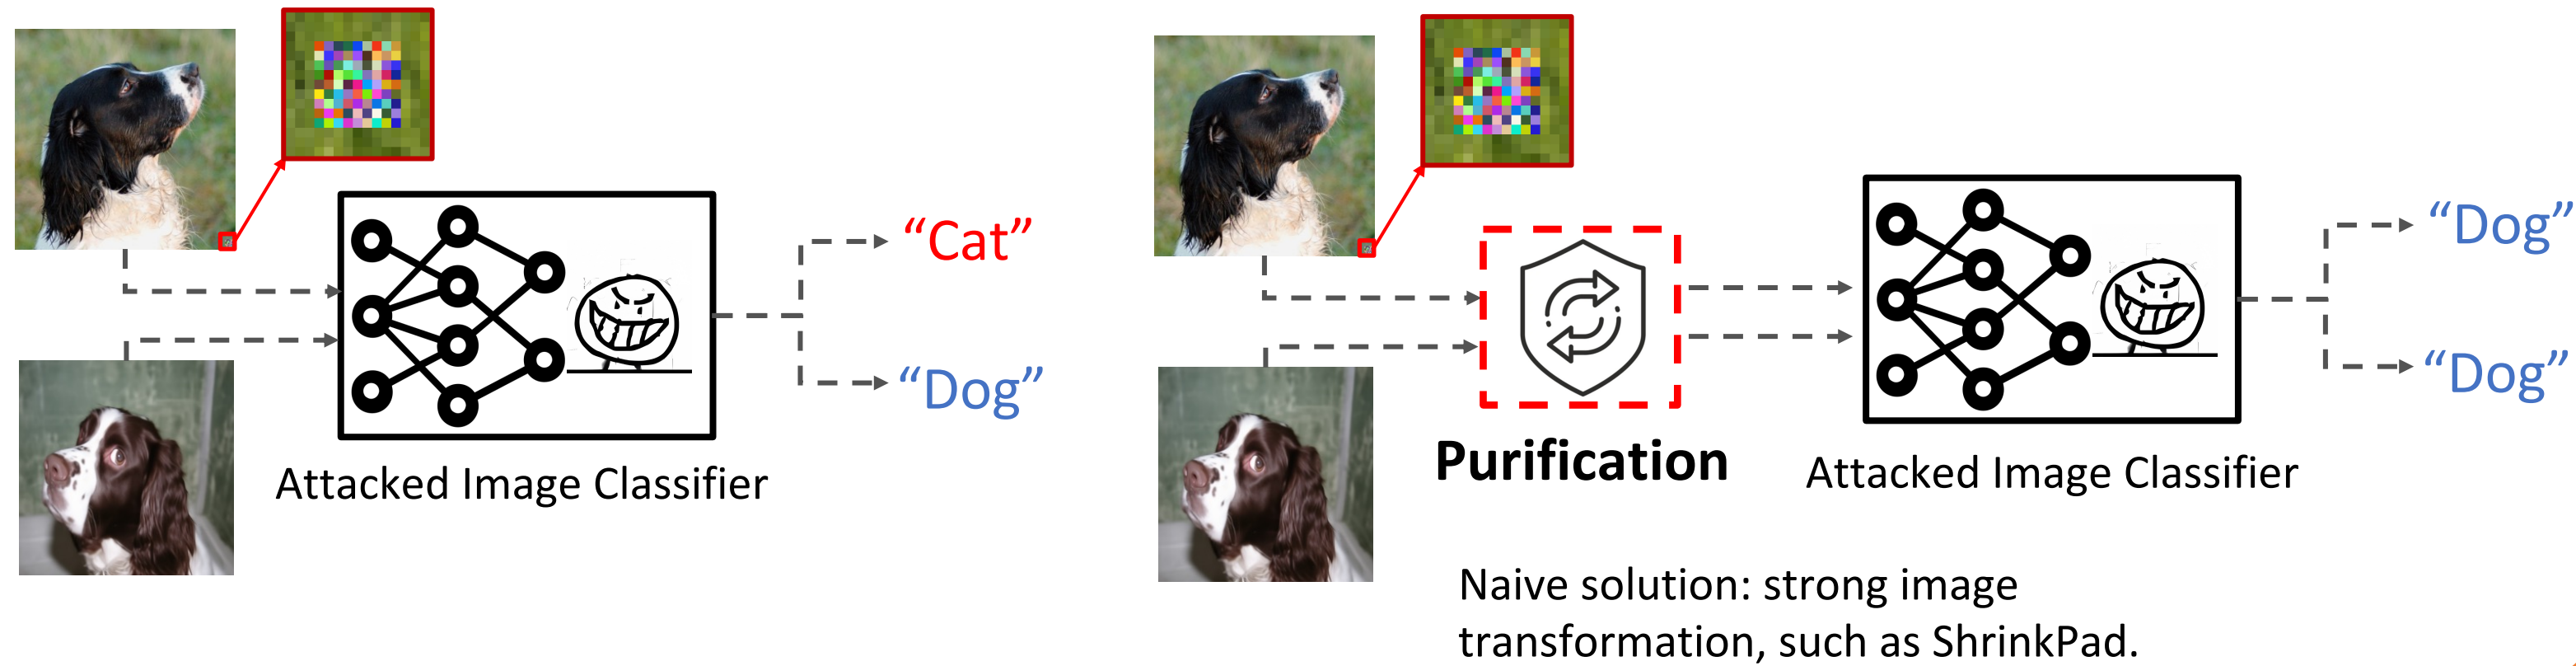 “Cat”
“Dog”
Attacked Image Classifier
“Dog”
“Dog”
Purification
Attacked Image Classifier
Naive solution: strong image
transformation, such as ShrinkPad.